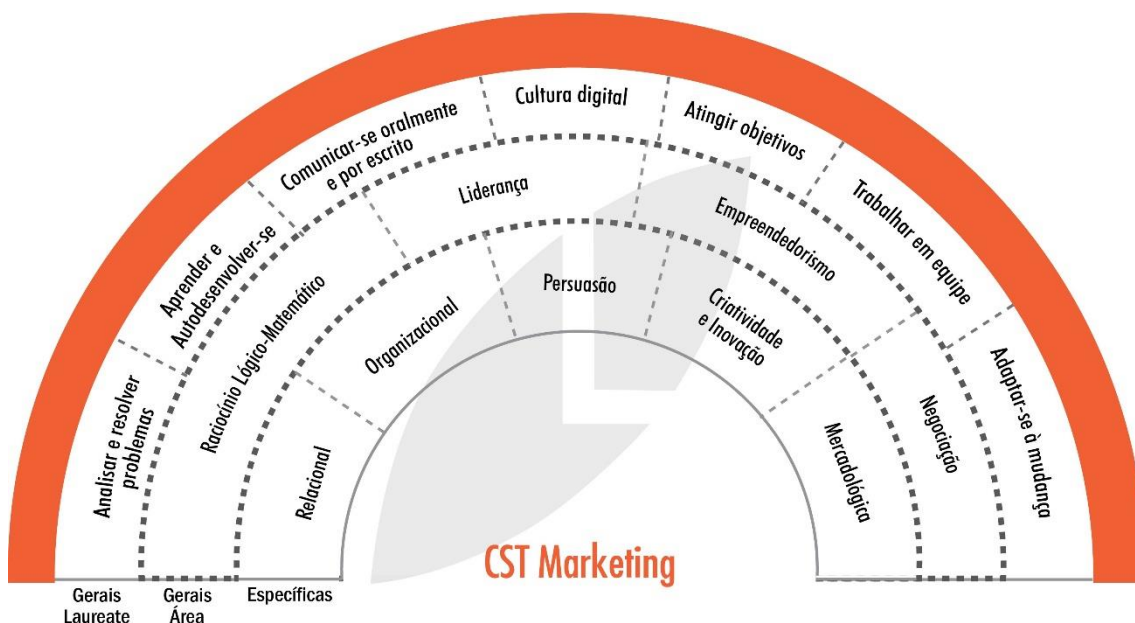 Analisar e resolver
problemas
Aprender e
Autodesenvolver-se
Comunicar-se oralmente
e por escrito
Cultura digital
Atingir objetivos
Trabalhar em equipe
Adaptar-se à mudança
Raciocínio Lógico-Matemático
Liderança
Empreendedorismo
Negociação
Relacional
Organizacional
Persuasão
Criatividade
e Inovação
Mercadológica
CST Marketing
Gerais
Laureate
Gerais
Área
Específicas